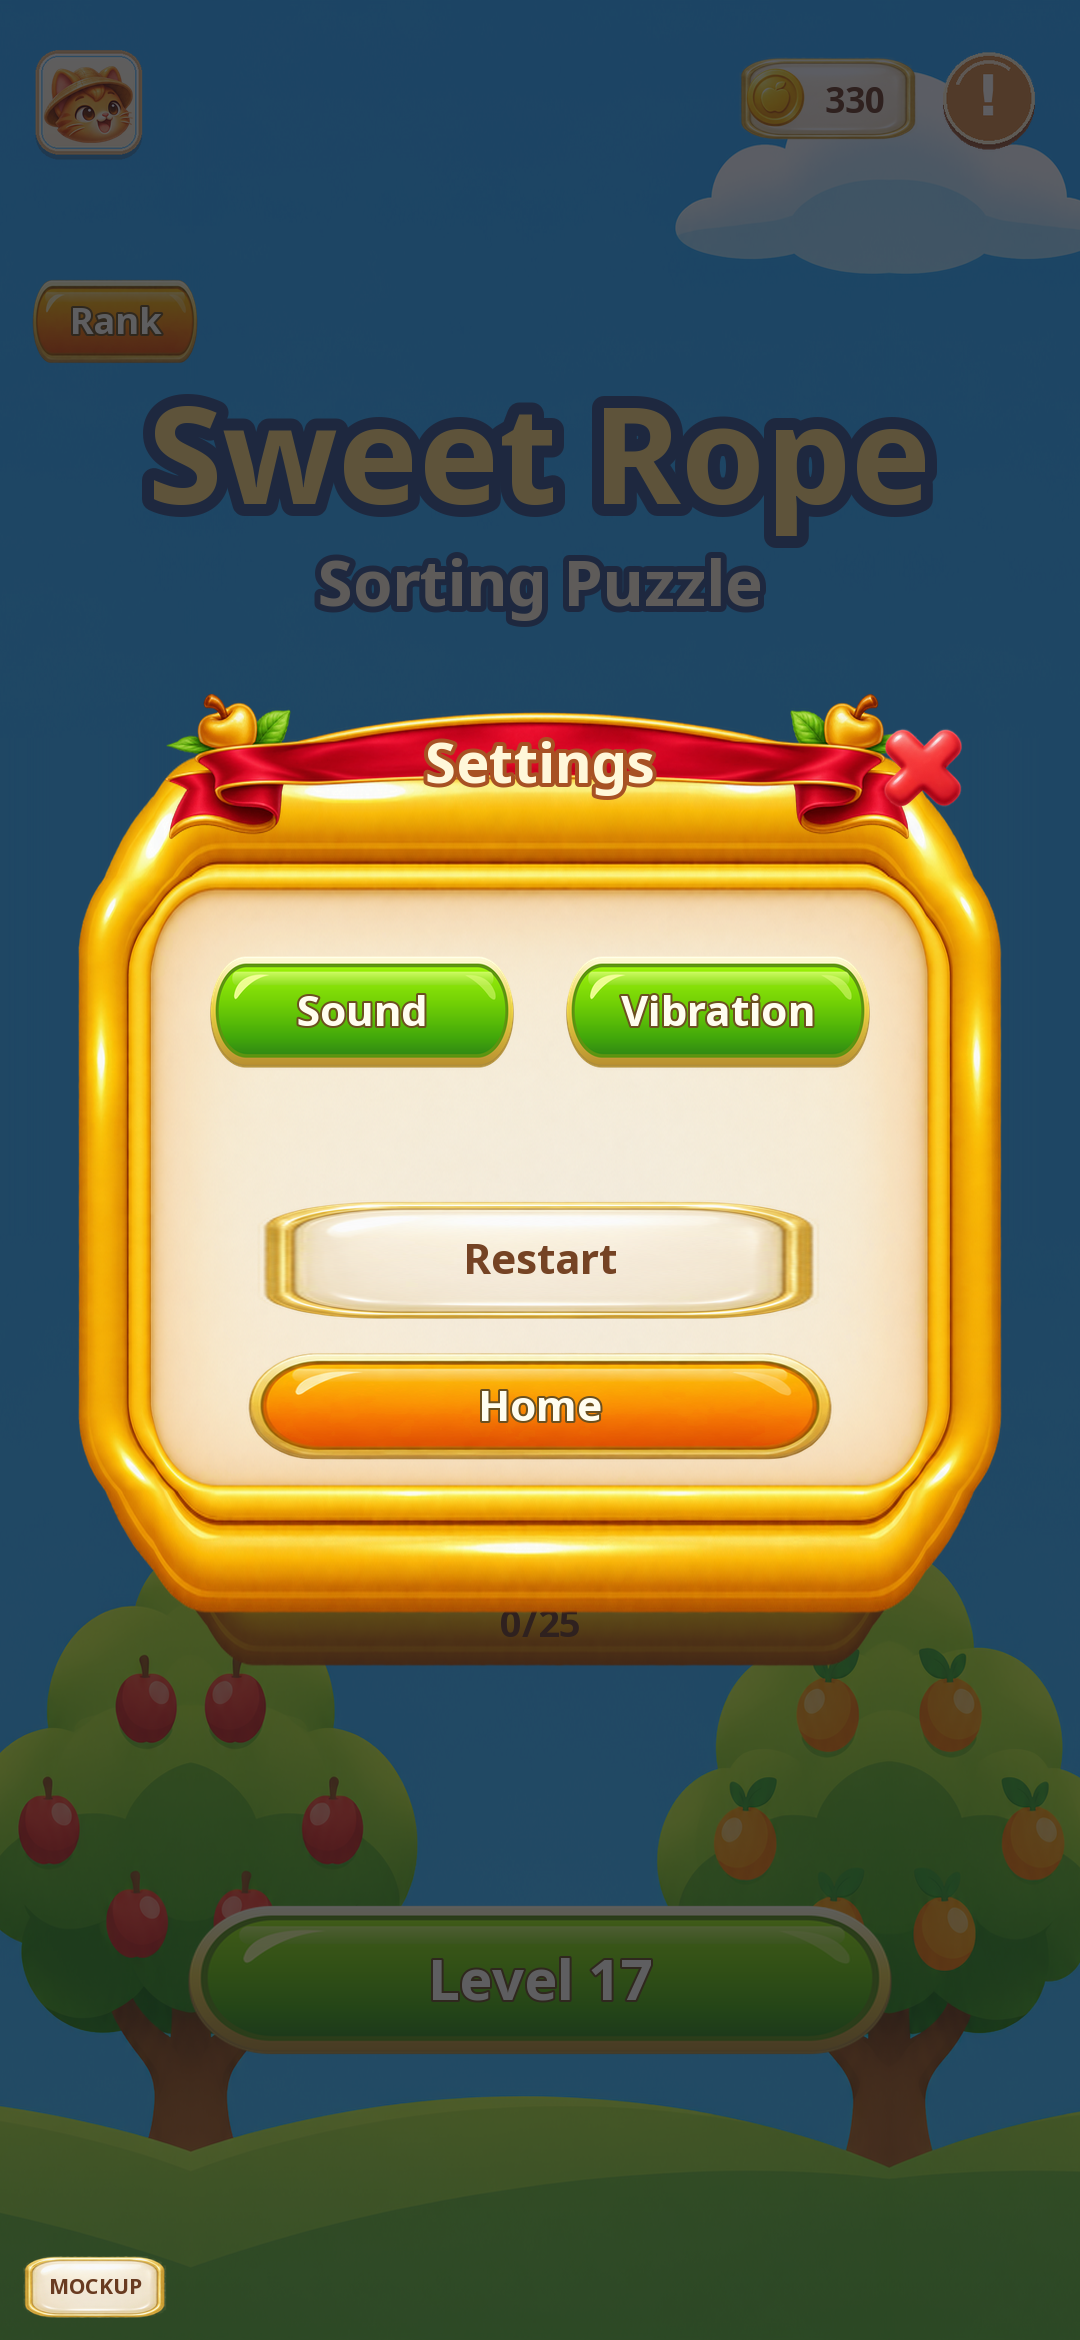 330
!
Rank
Sweet Rope
Sorting Puzzle
Settings
Sound
Vibration
Restart
Home
0/25
Level 17
MOCKUP